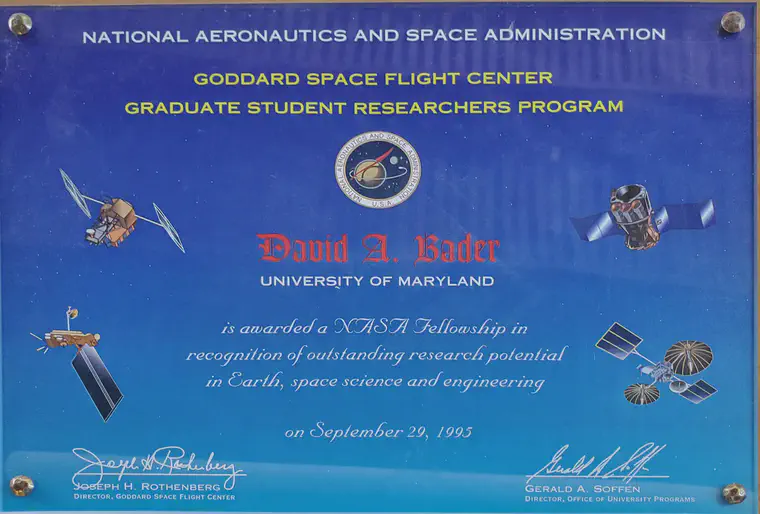 NATIONAL AERONAUTICS AND SPACE ADMINISTRATION
GODDARD SPACE FLIGHT CENTER
GRADUATE STUDENT RESEARCHERS PROGRAM
NATIONAL AERONAUTICS AND SPACE ADMINISTRATION
U.S.A.
David A. Bader
UNIVERSITY OF MARYLAND
is awarded a NASA Fellowship in
recognition of outstanding research potential
in Earth, space science and engineering
on September 29, 1995
Joseph H. Rothenberg
JOSEPH H. ROTHENBERG
DIRECTOR, GODDARD SPACE FLIGHT CENTER
Gerald A. Soffen
GERALD A. SOFFEN
DIRECTOR, OFFICE OF UNIVERSITY PROGRAMS